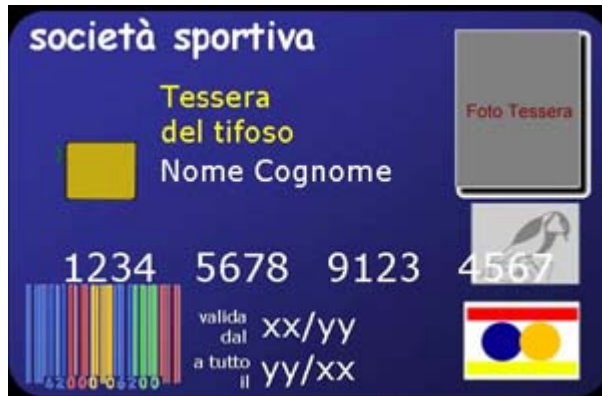 società sportiva
Tessera
del tifoso
Nome Cognome
Foto Tessera
1234 5678 9123 4567
valida
dal xx/yy
a tutto
il yy/xx